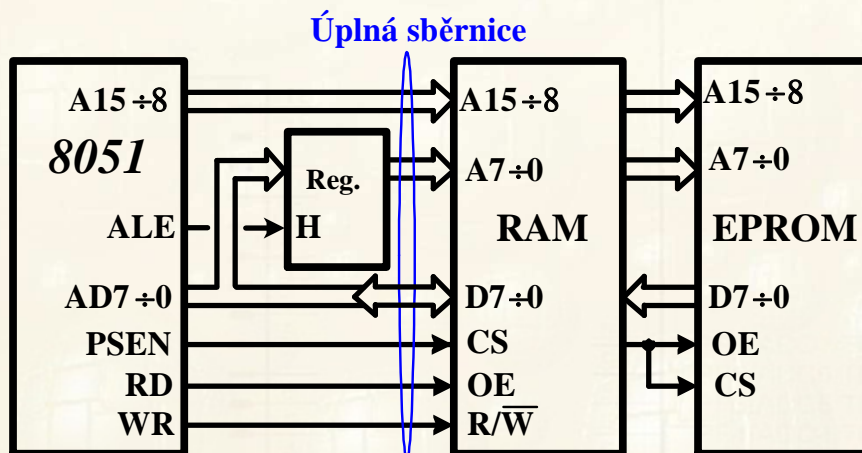 Úplná sběrnice
A15÷8
8051
ALE
AD7÷0
PSEN
RD
WR
Reg.
H
A15÷8
A7÷0
RAM
D7÷0
CS
OE
R/W̅
A15÷8
A7÷0
EPROM
D7÷0
OE
CS